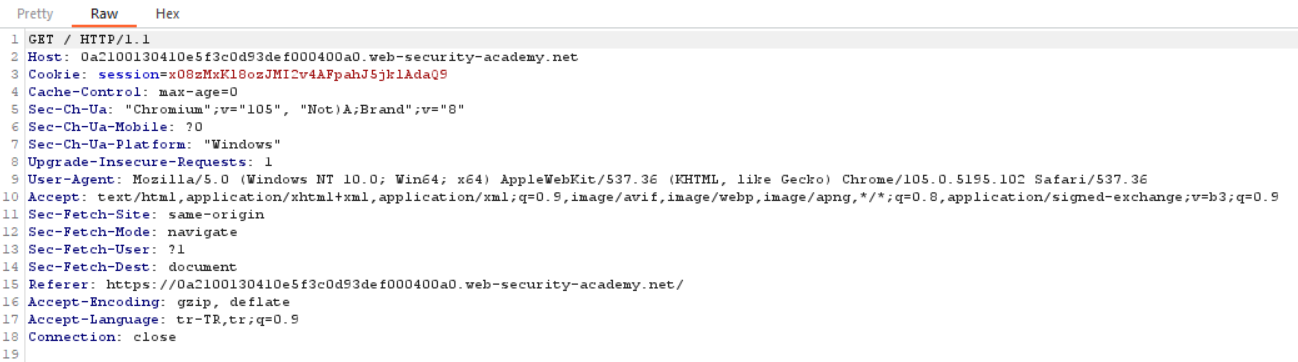 Pretty Raw Hex
1 GET / HTTP/1.1
2 Host: 0a2100130410e5f3c0d93def000400a0.web-security-academy.net
3 Cookie: session=x08zMxK18ozJMI2v4AFpahJ5jk1AdaQ9
4 Cache-Control: max-age=0
5 Sec-Ch-Ua: "Chromium";v="105", "Not)A;Brand";v="8"
6 Sec-Ch-Ua-Mobile: ?0
7 Sec-Ch-Ua-Platform: "Windows"
8 Upgrade-Insecure-Requests: 1
9 User-Agent: Mozilla/5.0 (Windows NT 10.0; Win64; x64) AppleWebKit/537.36 (KHTML, like Gecko) Chrome/105.0.5195.102 Safari/537.36
10 Accept: text/html,application/xhtml+xml,application/xml;q=0.9,image/avif,image/webp,image/apng,*/*;q=0.8,application/signed-exchange;v=b3;q=0.9
11 Sec-Fetch-Site: same-origin
12 Sec-Fetch-Mode: navigate
13 Sec-Fetch-User: ?1
14 Sec-Fetch-Dest: document
15 Referer: https://0a2100130410e5f3c0d93def000400a0.web-security-academy.net/
16 Accept-Encoding: gzip, deflate
17 Accept-Language: tr-TR,tr;q=0.9
18 Connection: close
19